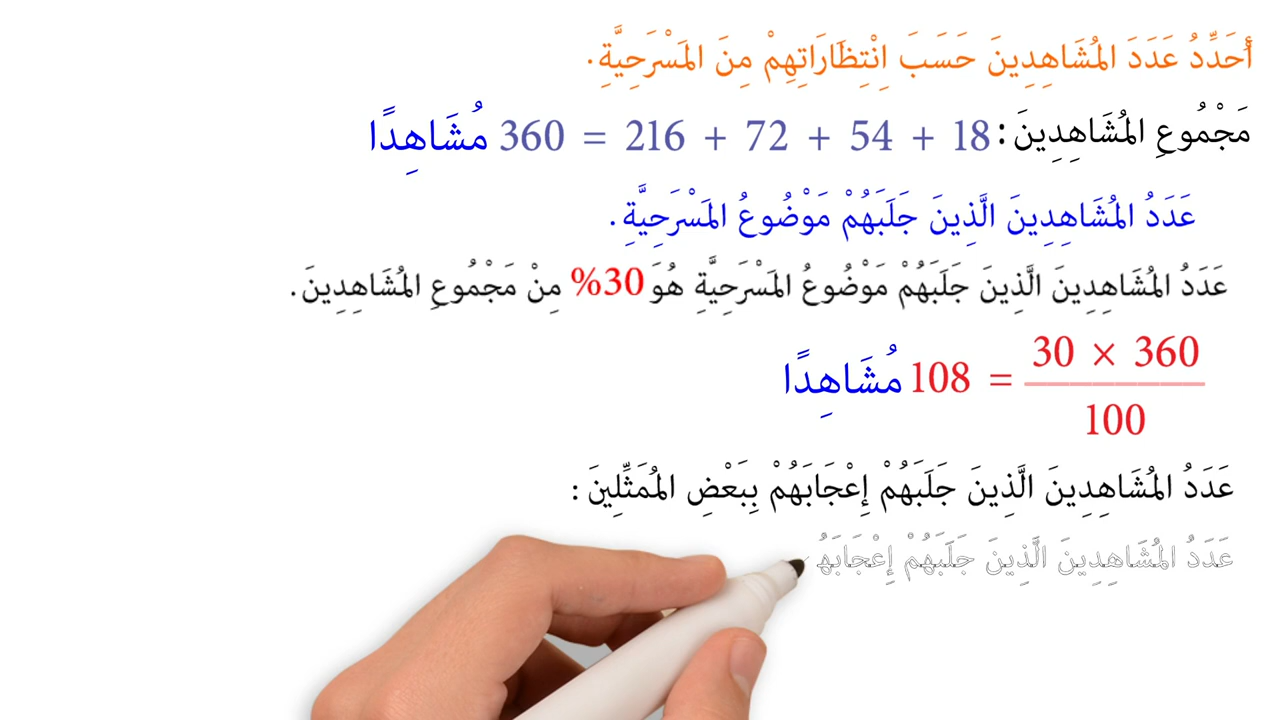 أُحَدِّدُ عَدَدَ المُشَاهِدِينَ حَسَبَ اِنْتِظَارَاتِهِمْ مِنَ المَسْرَحِيَّةِ.
مَجْمُوعِ المُشَاهِدِينَ: 18 + 54 + 72 + 216 = 360 مُشَاهِدًا
عَدَدُ المُشَاهِدِينَ الَّذِينَ جَلَبَهُمْ مَوْضُوعُ المَسْرَحِيَّةِ.
عَدَدُ المُشَاهِدِينَ الَّذِينَ جَلَبَهُمْ مَوْضُوعُ المَسْرَحِيَّةِ هُوَ 30% مِنْ مَجْمُوعِ المُشَاهِدِينَ.
30 × 360
= 108 مُشَاهِدًا
100
عَدَدُ المُشَاهِدِينَ الَّذِينَ جَلَبَهُمْ إِعْجَابَهُمْ بِبَعْضِ المُمَثِّلِينَ:
عَدَدُ المُشَاهِدِينَ الَّذِينَ جَلَبَهُمْ